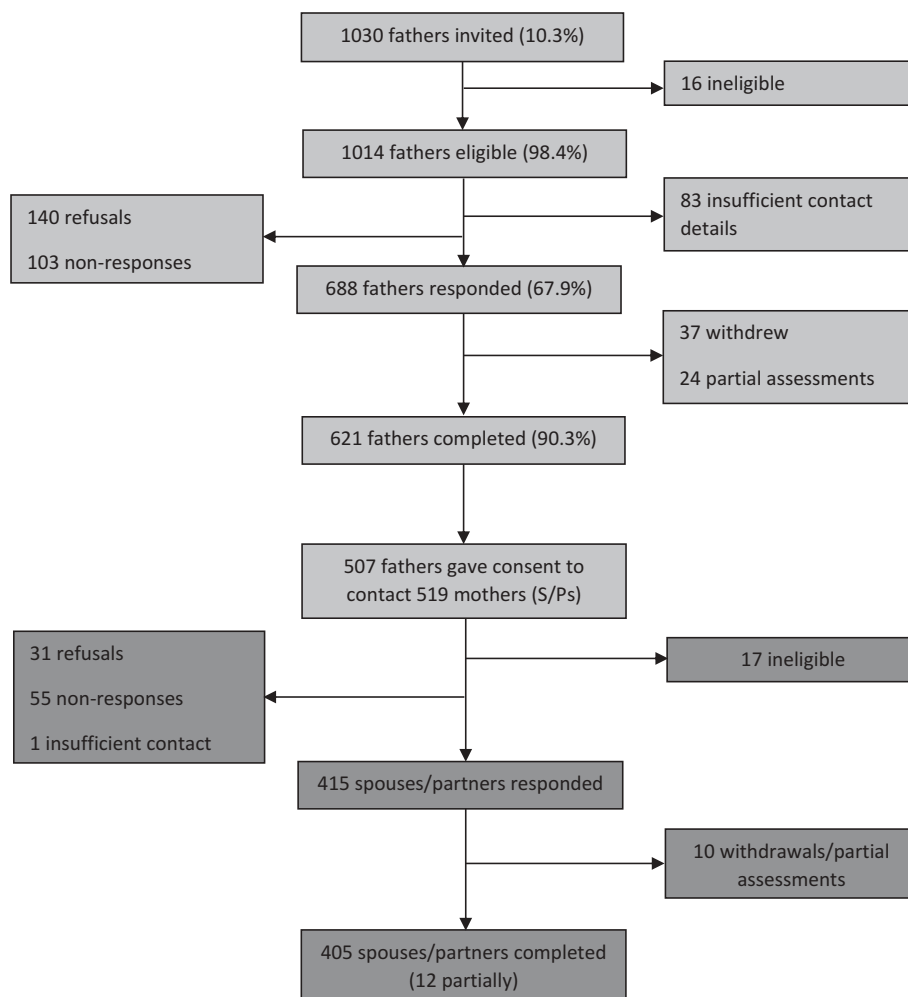 1030 fathers invited (10.3%)
16 ineligible
1014 fathers eligible (98.4%)
83 insufficient contact
details
140 refusals
103 non-responses
688 fathers responded (67.9%)
37 withdrew
24 partial assessments
621 fathers completed (90.3%)
507 fathers gave consent to
contact 519 mothers (S/Ps)
31 refusals
55 non-responses
1 insufficient contact
17 ineligible
415 spouses/partners responded
10 withdrawals/partial
assessments
405 spouses/partners completed
(12 partially)